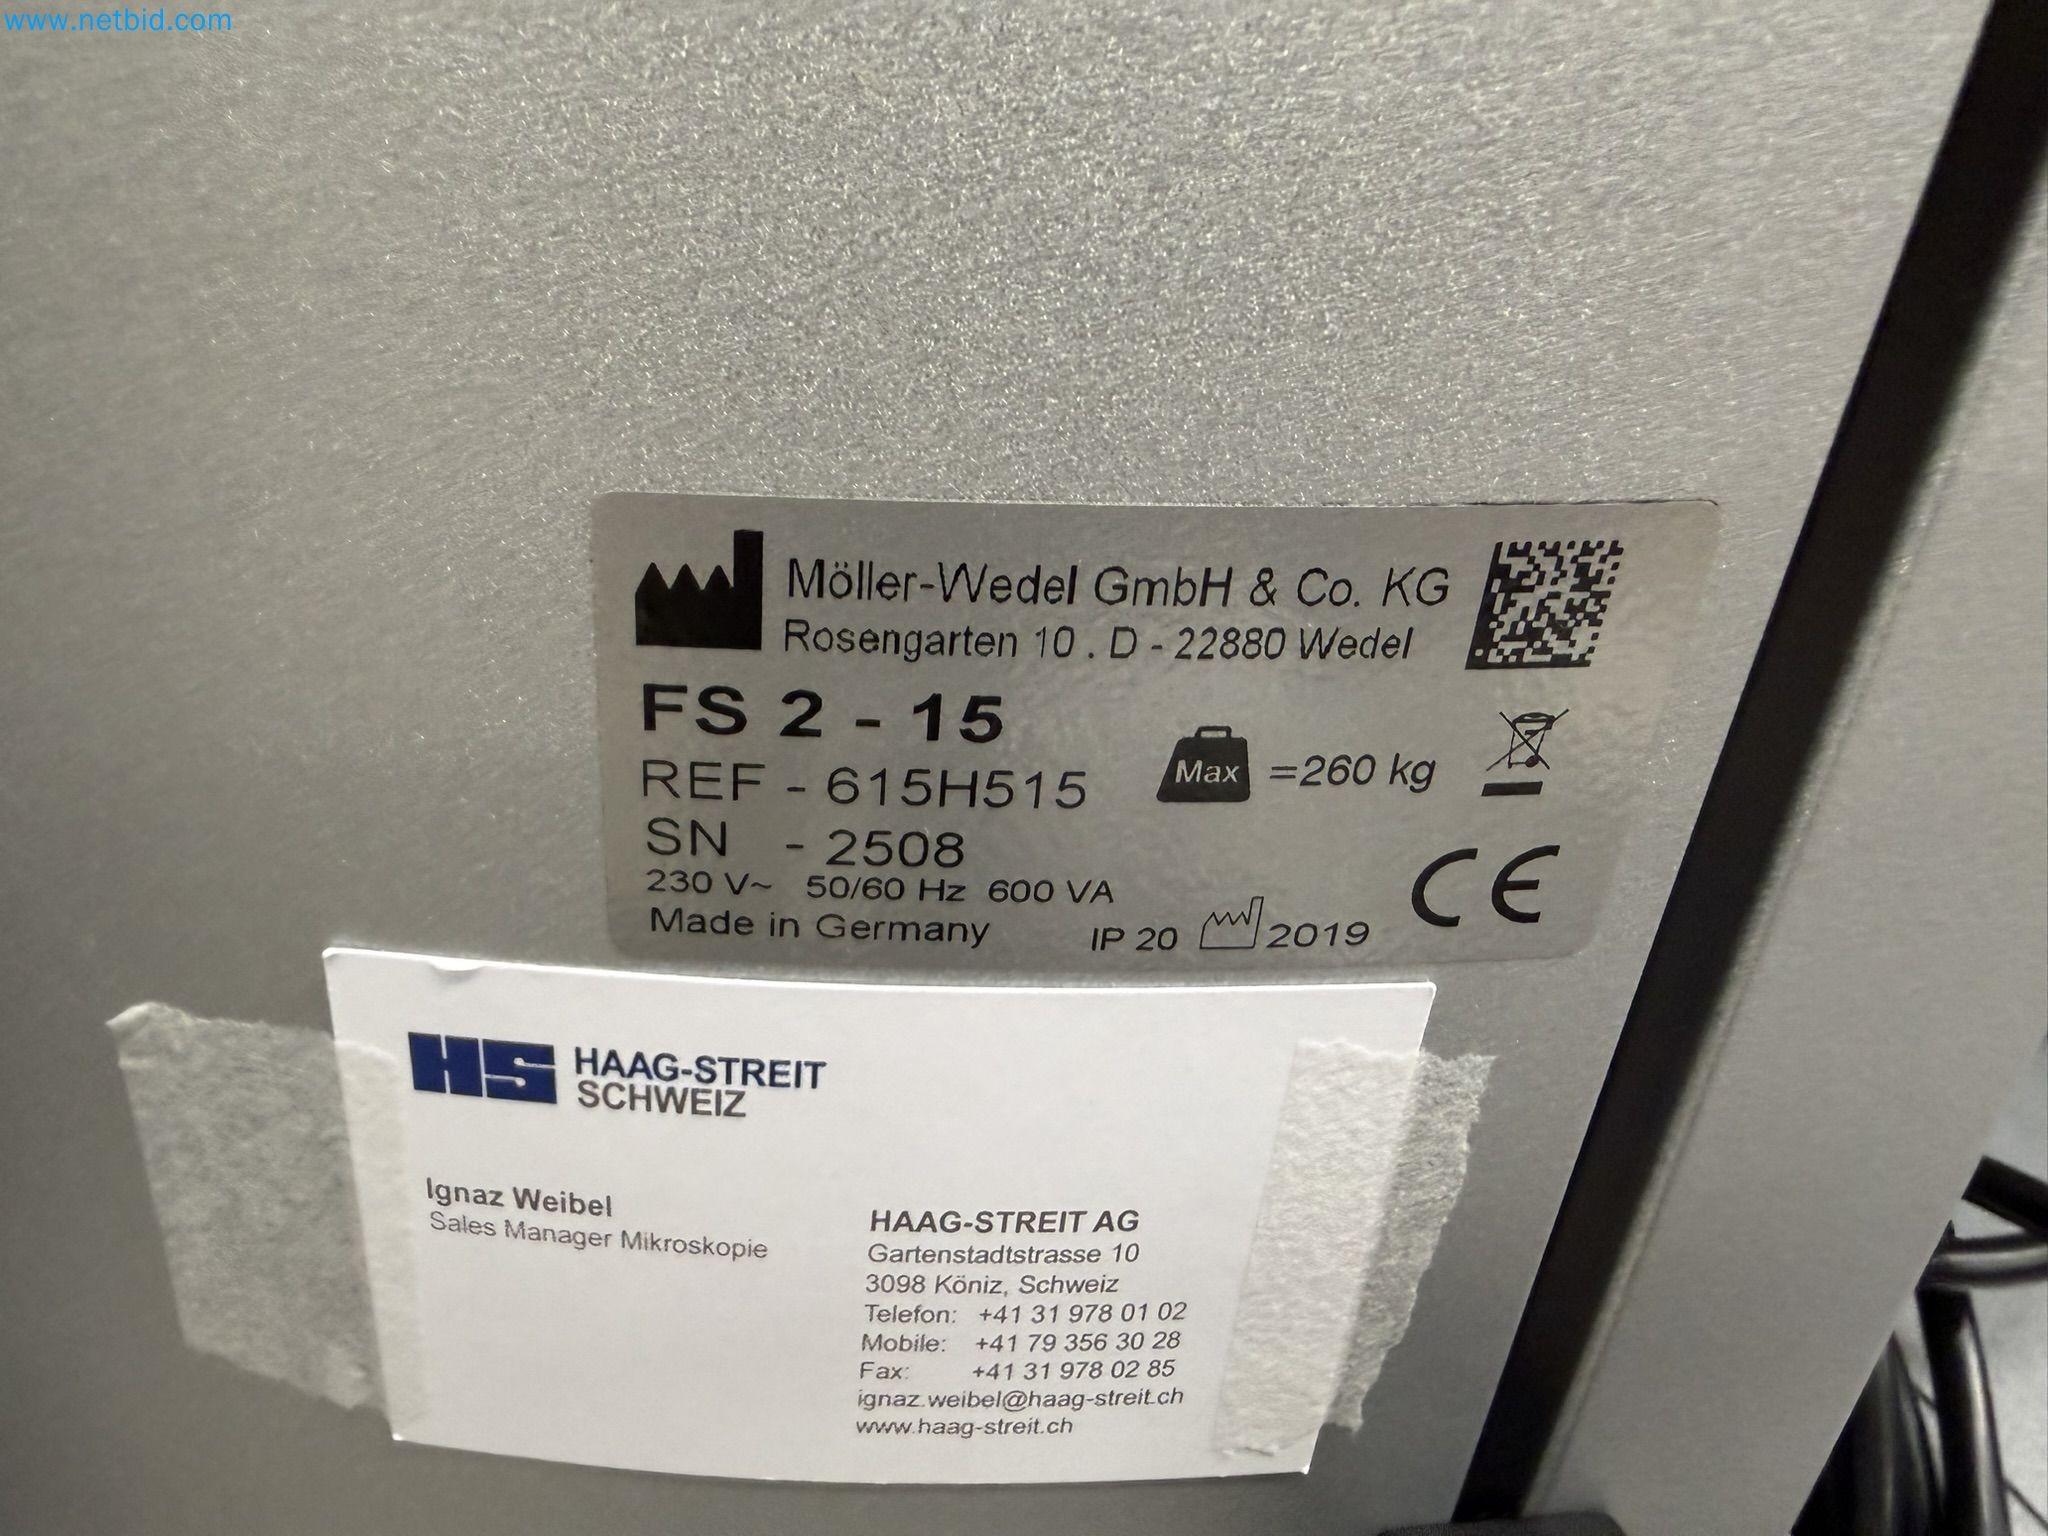 www.netbid.com
Möller-Wedel GmbH & Co. KG
Rosengarten 10 . D - 22880 Wedel
FS 2 - 15
REF - 615H515
Max =260 kg
SN - 2508
230 V~ 50/60 Hz 600 VA
Made in Germany
IP 20 2019
CE
HS HAAG-STREIT
SCHWEIZ
Ignaz Weibel
Sales Manager Mikroskopie
HAAG-STREIT AG
Gartenstadtstrasse 10
3098 Köniz, Schweiz
Telefon: +41 31 978 01 02
Mobile: +41 79 356 30 28
Fax: +41 31 978 02 85
ignaz.weibel@haag-streit.ch
www.haag-streit.ch